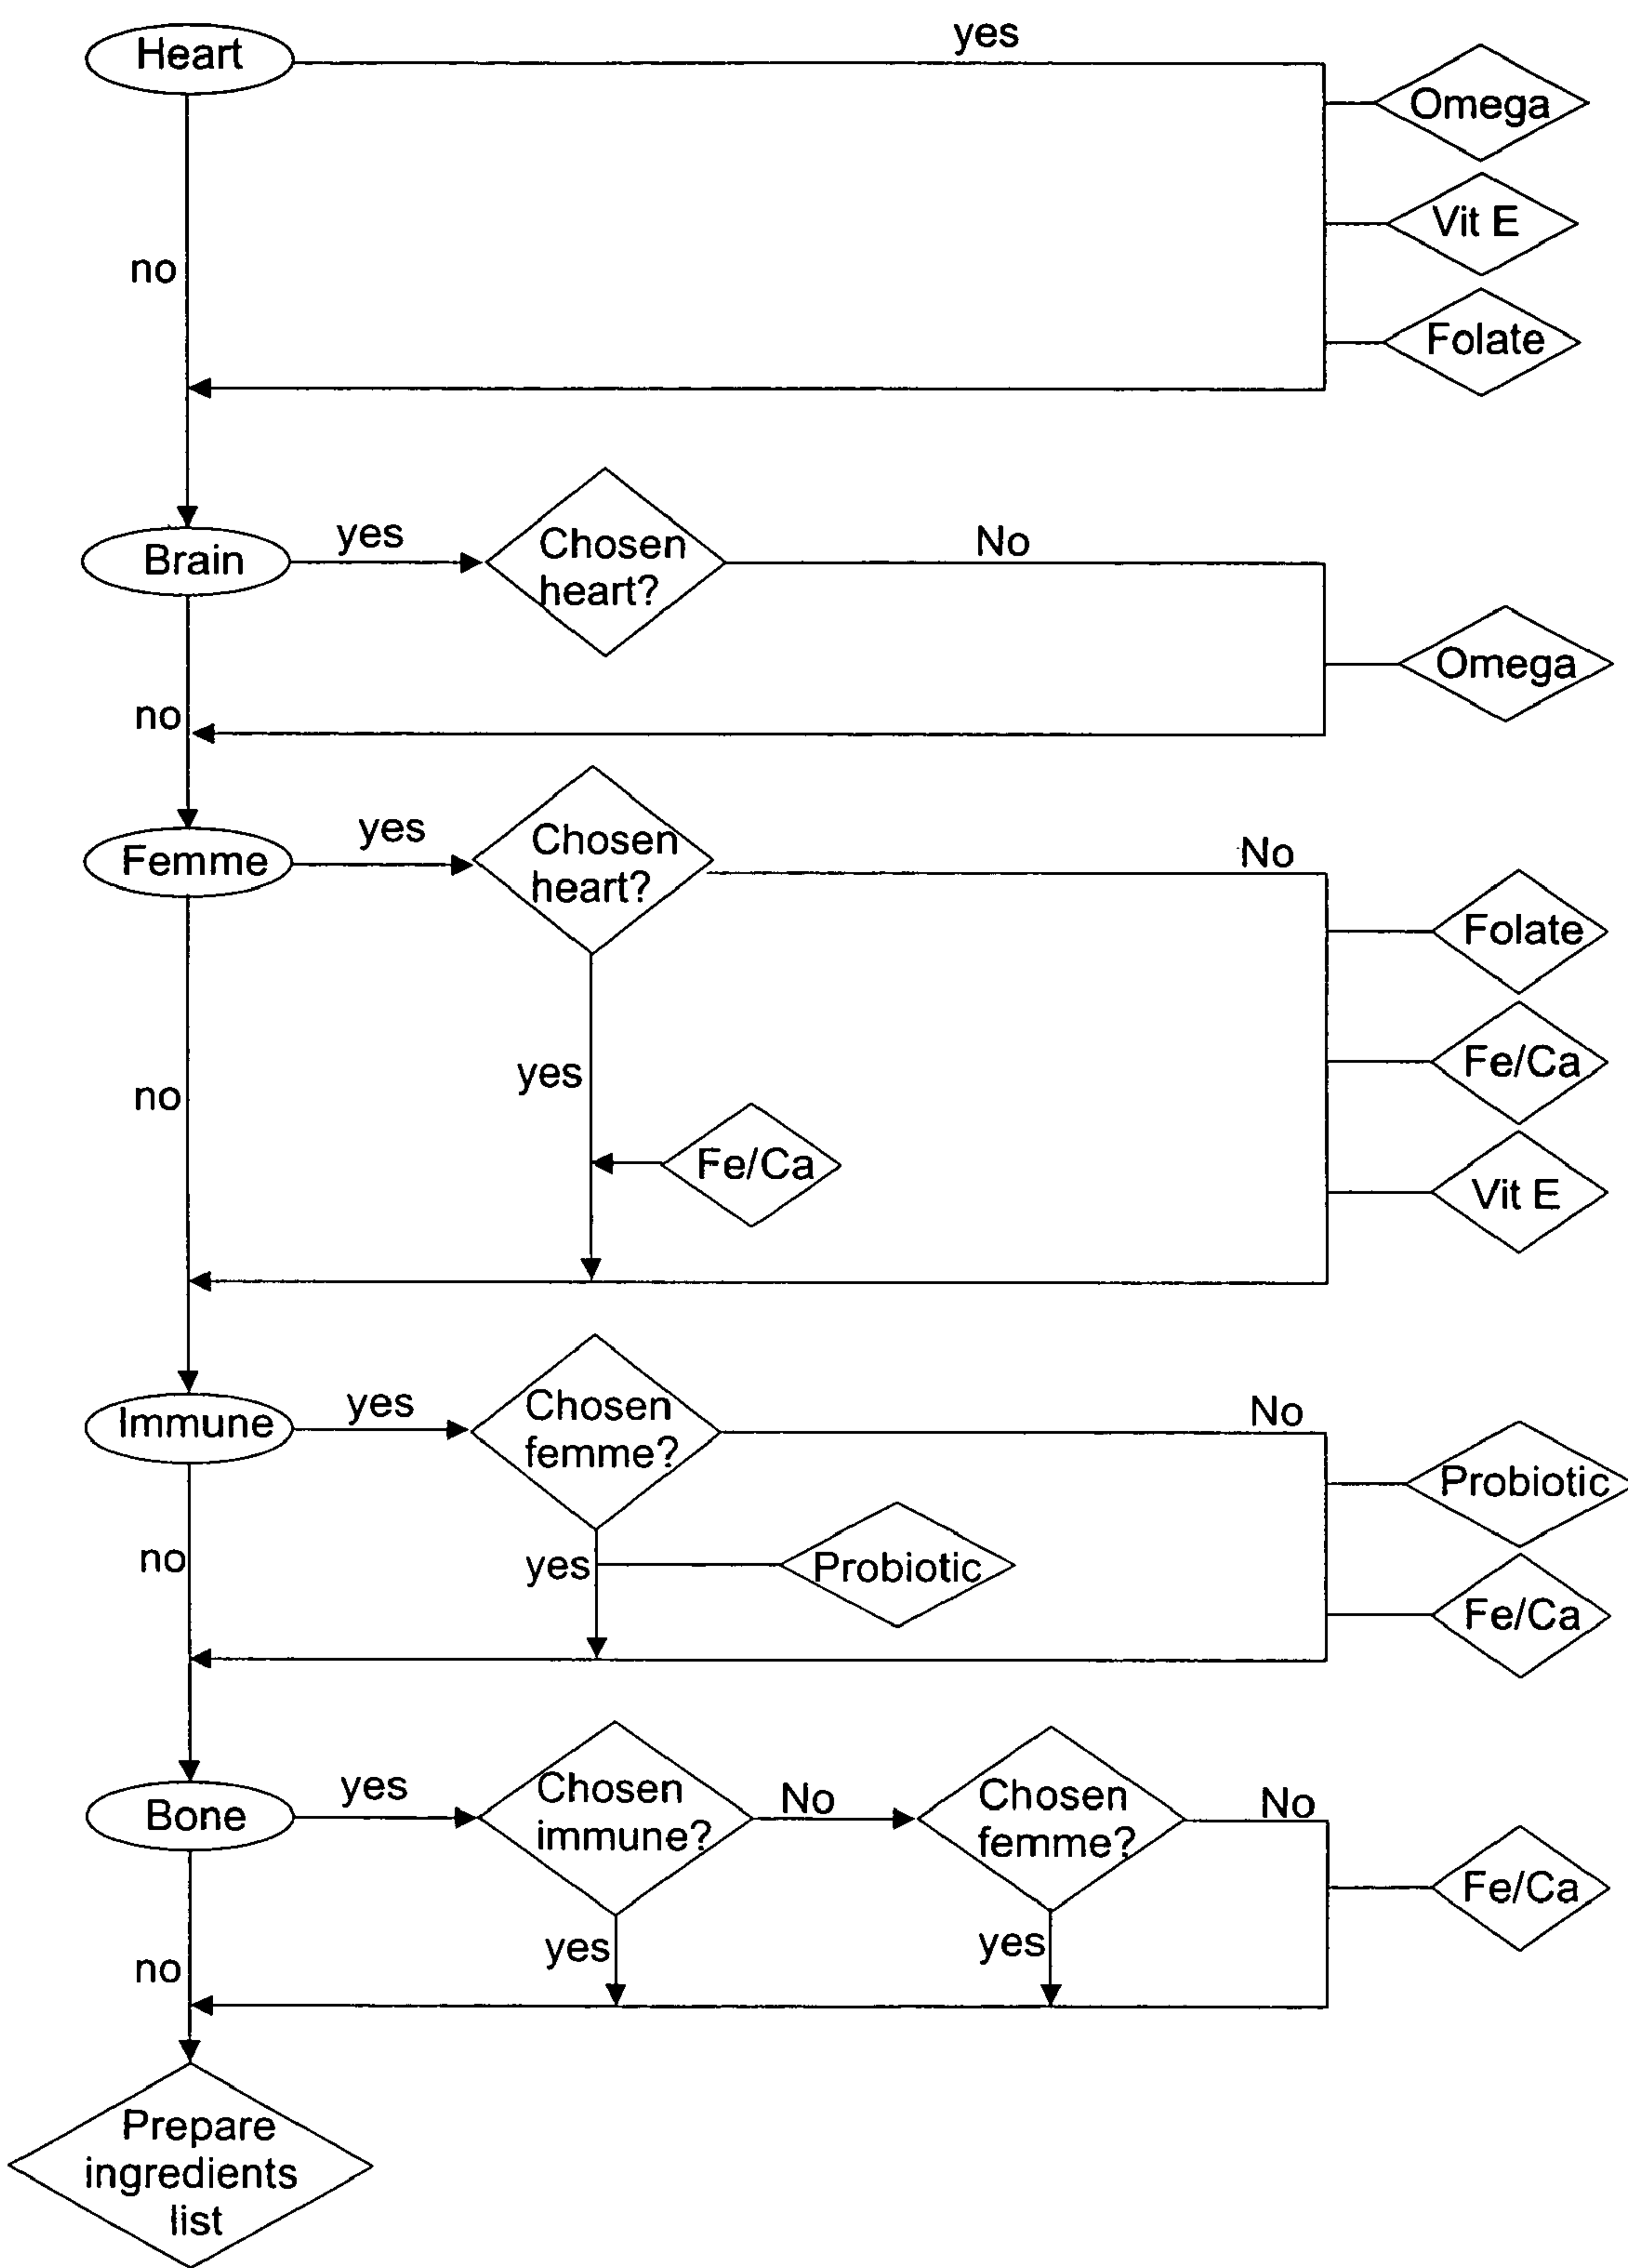 Heart
yes
Omega
Vit E
no
Folate
Brain
yes
Chosen
heart?
No
Omega
no
Femme
yes
Chosen
heart?
No
Folate
no
yes
Fe/Ca
Fe/Ca
Vit E
Immune
yes
Chosen
femme?
No
Probiotic
no
yes
Probiotic
Fe/Ca
Bone
yes
Chosen
immune?
No
Chosen
femme?
No
Fe/Ca
no
yes
yes
Prepare
ingredients
list